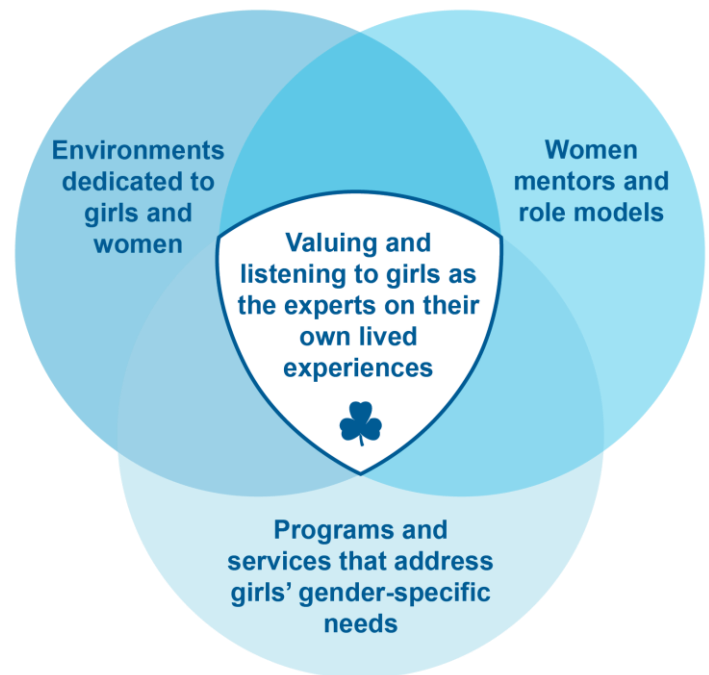 Environments
dedicated to
girls and
women
Women
mentors and
role models
Valuing and
listening to girls as
the experts on their
own lived
experiences
Programs and
services that address
girls’ gender-specific
needs